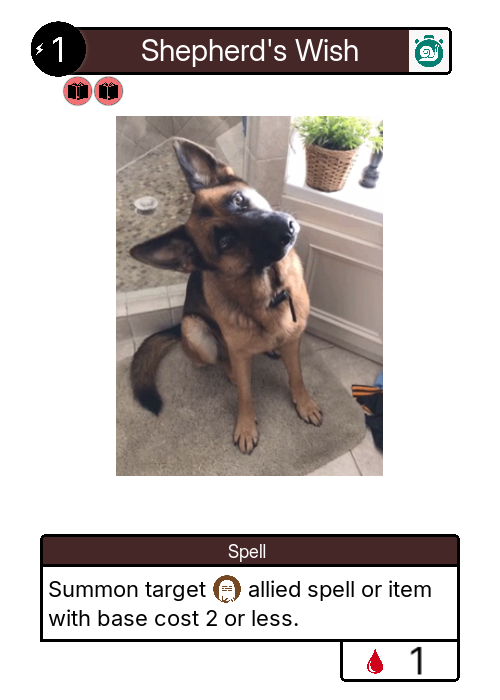 1 Shepherd's Wish
Spell
Summon target allied spell or item
with base cost 2 or less.
1